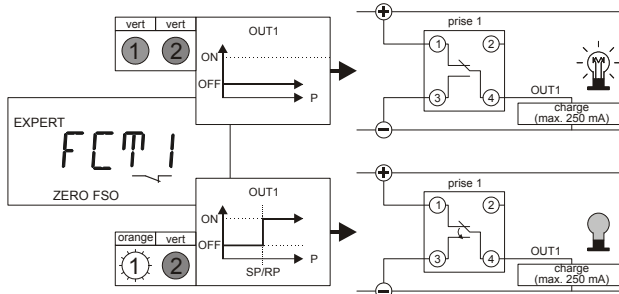 vert vert
1 2
OUT1
ON
OFF
P
prise 1
1 2
3 4
OUT1
charge
(max. 250 mA)
EXPERT
FCM1
ZERO FSO
orange vert
1 2
OUT1
ON
OFF
P
SP/RP
prise 1
1 2
3 4
OUT1
charge
(max. 250 mA)